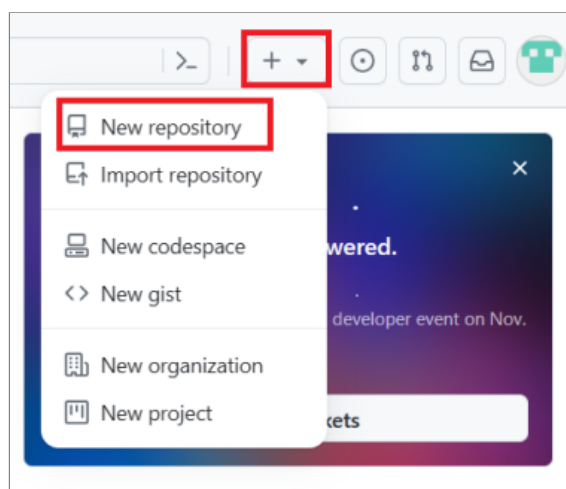 New repository
Import repository
New codespace
New gist
New organization
New project
wered.
developer event on Nov.
kets